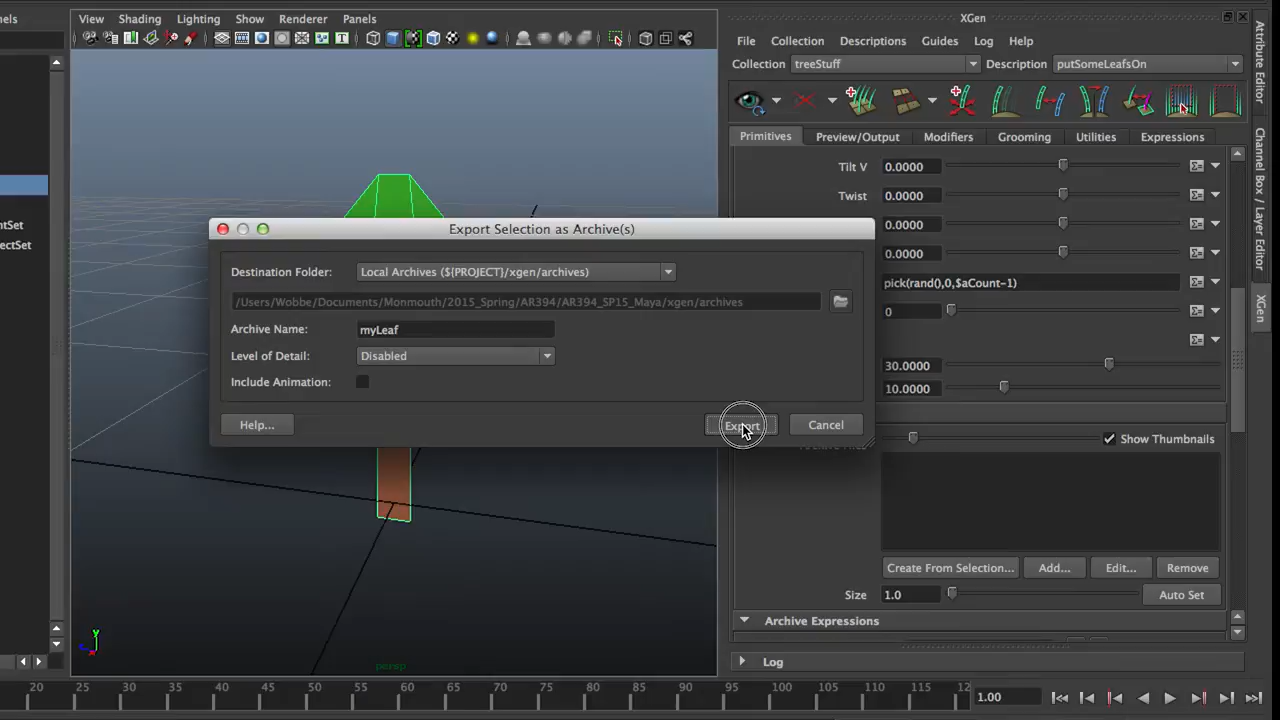 els
View Shading Lighting Show Renderer Panels
XGen
File Collection Descriptions Guides Log Help
Collection treeStuff Description putSomeLeafsOn
Primitives Preview/Output Modifiers Grooming Utilities Expressions
Tilt V 0.0000
Twist 0.0000
0.0000
0.0000
pick(rand(),0,$aCount-1)
0
30.0000
10.0000
Show Thumbnails
Create From Selection... Add... Edit... Remove
Size 1.0 Auto Set
Archive Expressions
Log
Attribute Editor
Channel Box / Layer Editor
XGen
ntSet
ectSet
Export Selection as Archive(s)
Destination Folder: Local Archives (${PROJECT}/xgen/archives)
/Users/Wobbe/Documents/Monmouth/2015_Spring/AR394/AR394_SP15_Maya/xgen/archives
Archive Name: myLeaf
Level of Detail: Disabled
Include Animation:
Help... Export Cancel
y
persp
20 25 30 35 40 45 50 55 60 65 70 75 80 85 90 95 100 105 110 115 12 1.00